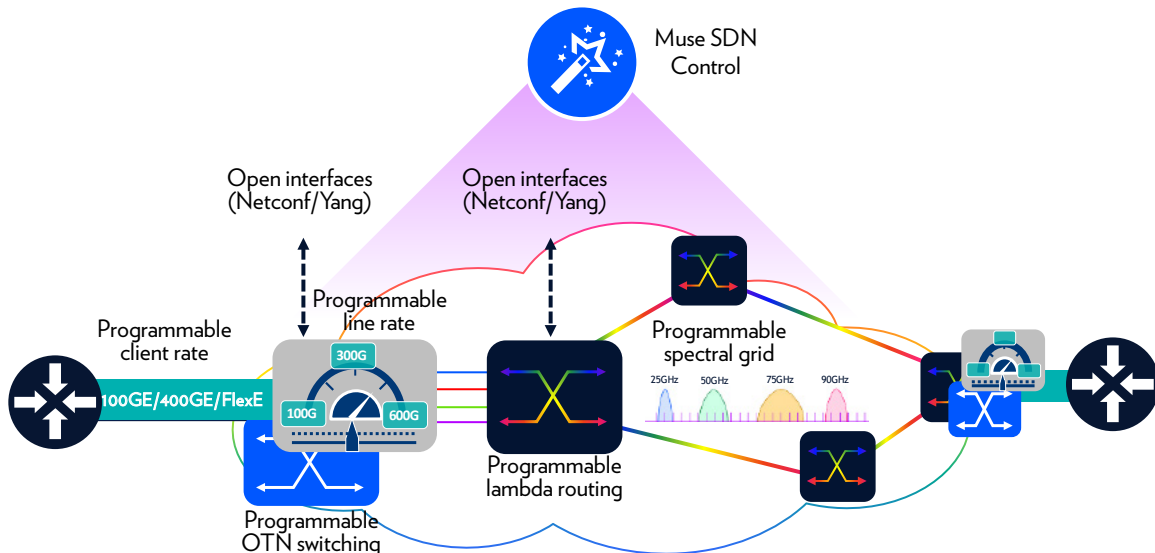 Muse SDN
Control
Open interfaces
(Netconf/Yang)
Open interfaces
(Netconf/Yang)
Programmable
client rate
Programmable
line rate
100GE/400GE/FlexE
300G
100G
600G
Programmable
OTN switching
Programmable
lambda routing
Programmable
spectral grid
25GHz
50GHz
75GHz
90GHz